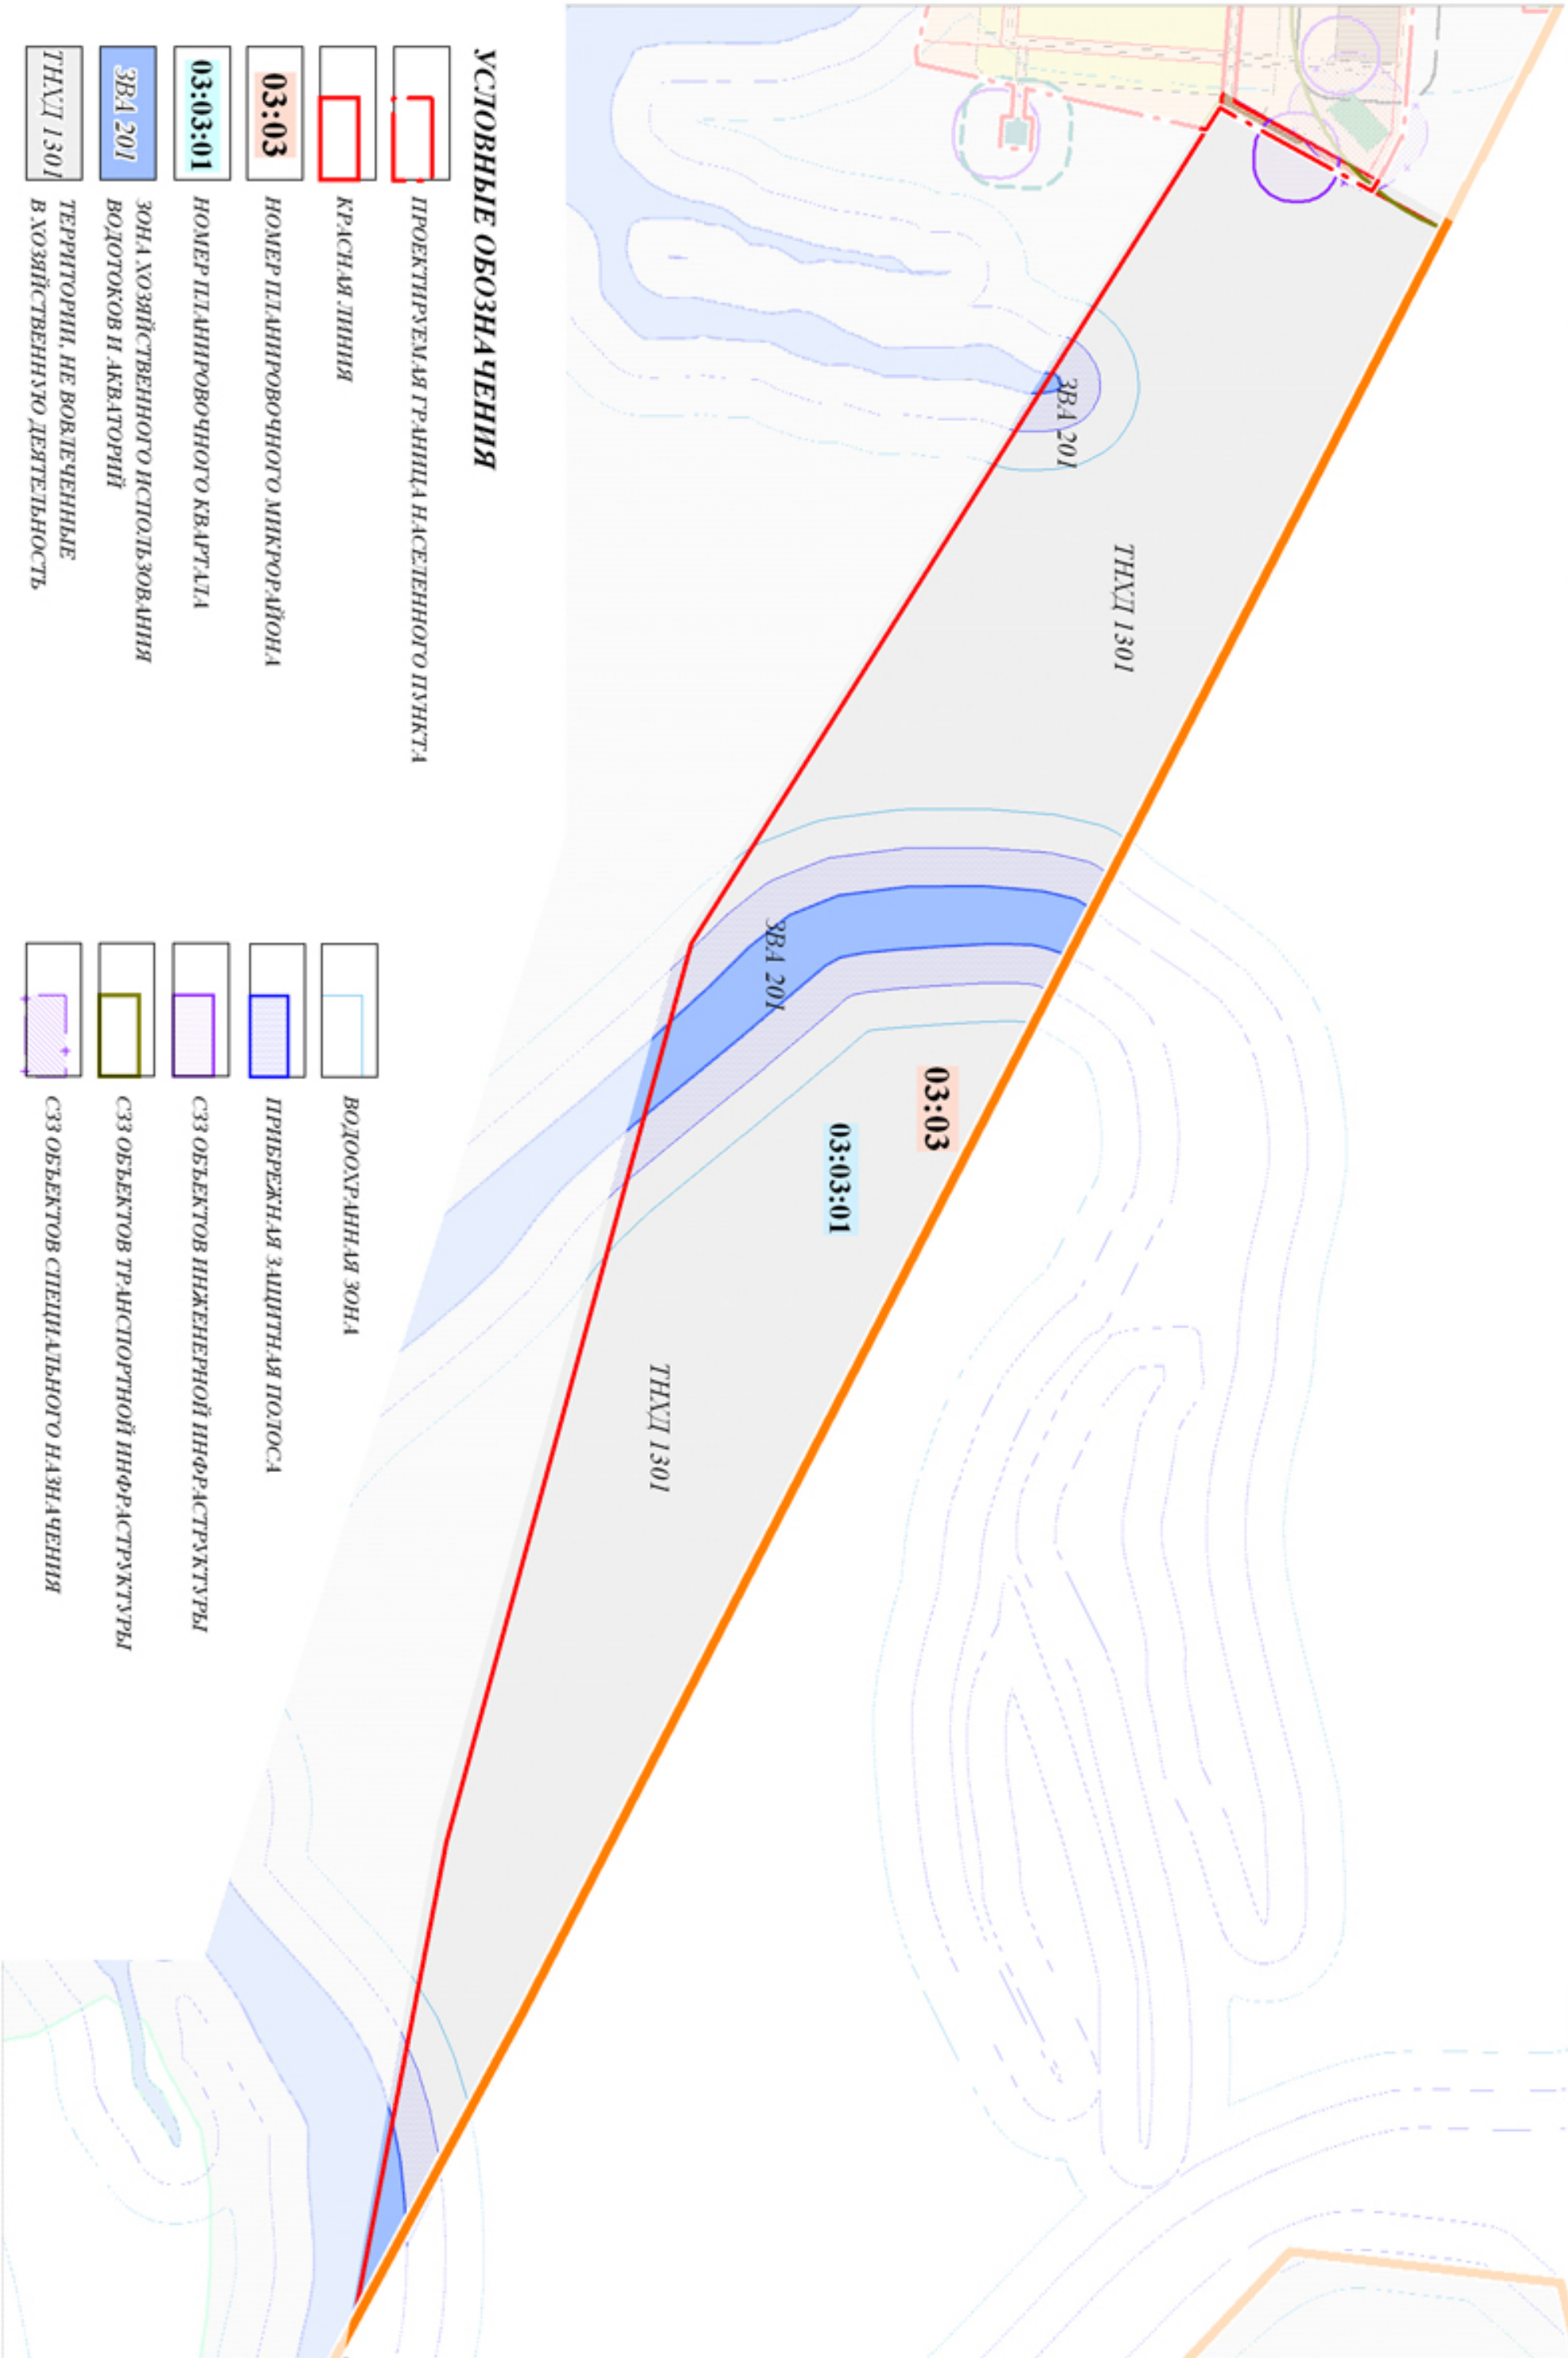 ЗВА 201
ТНХД 1301
ЗВА 201
03:03
03:03:01
ТНХД 1301
УСЛОВНЫЕ ОБОЗНАЧЕНИЯ
ПРОЕКТИРУЕМАЯ ГРАНИЦА НАСЕЛЕННОГО ПУНКТА
КРАСНАЯ ЛИНИЯ
03:03
НОМЕР ПЛАНИРОВОЧНОГО МИКРОРАЙОНА
03:03:01
НОМЕР ПЛАНИРОВОЧНОГО КВАРТАЛА
ЗВА 201
ЗОНА ХОЗЯЙСТВЕННОГО ИСПОЛЬЗОВАНИЯ
ВОДОТОКОВ И АКВАТОРИЙ
ТНХД 1301
ТЕРРИТОРИИ, НЕ ВОВЛЕЧЕННЫЕ
В ХОЗЯЙСТВЕННУЮ ДЕЯТЕЛЬНОСТЬ
ВОДООХРАННАЯ ЗОНА
ПРИБРЕЖНАЯ ЗАЩИТНАЯ ПОЛОСА
СЗЗ ОБЪЕКТОВ ИНЖЕНЕРНОЙ ИНФРАСТРУКТУРЫ
СЗЗ ОБЪЕКТОВ ТРАНСПОРТНОЙ ИНФРАСТРУКТУРЫ
СЗЗ ОБЪЕКТОВ СПЕЦИАЛЬНОГО НАЗНАЧЕНИЯ